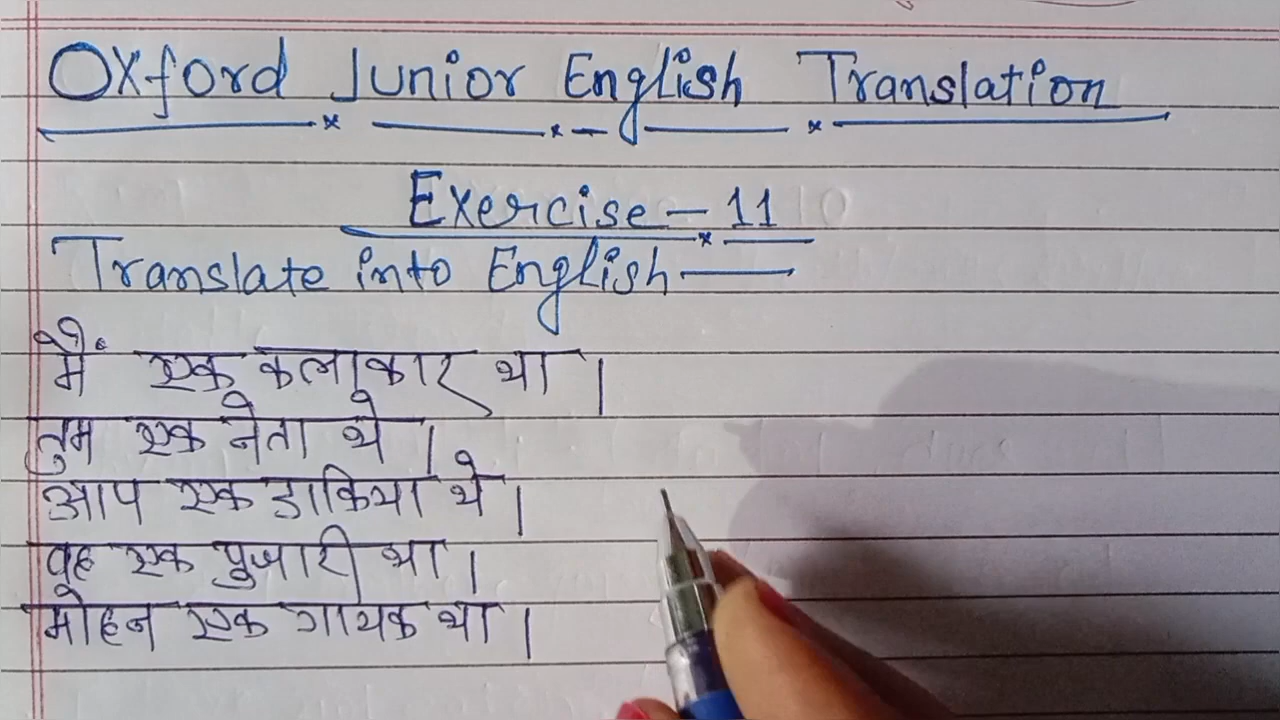 Oxford Junior English Translation
Exercise - 11
Translate into English
मैं एक कलाकार था।
तुम एक नेता थे।
आप एक डाकिया थे।
वह एक पुजारी था।
मोहन एक गायक था।